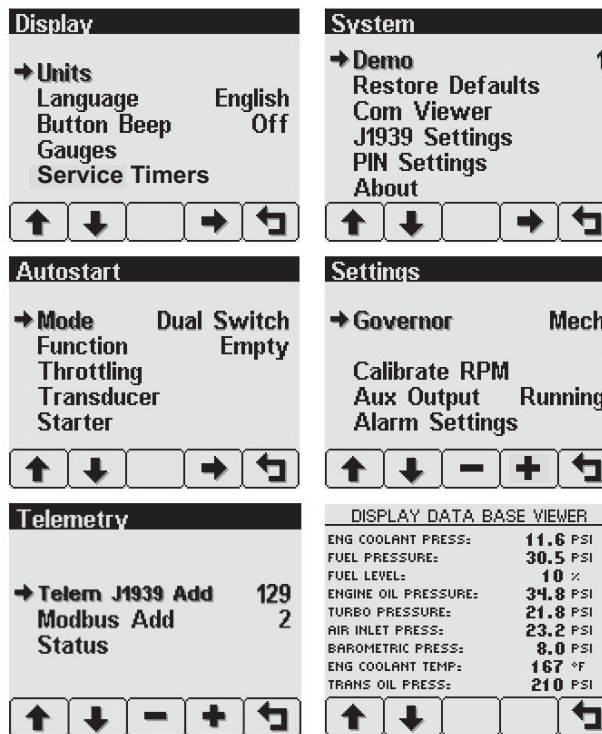 Display
Units
Language English
Button Beep Off
Gauges
Service Timers
System
Demo
Restore Defaults
Com Viewer
J1939 Settings
PIN Settings
About
Autostart
Mode Dual Switch
Function Empty
Throttling
Transducer
Starter
Settings
Governor Mech
Calibrate RPM
Aux Output Running
Alarm Settings
Telemetry
Telem J1939 Add 129
Modbus Add 2
Status
DISPLAY DATA BASE VIEWER
ENG COOLANT PRESS: 11.6 PSI
FUEL PRESSURE: 30.5 PSI
FUEL LEVEL: 10 %
ENGINE OIL PRESSURE: 34.8 PSI
TURBO PRESSURE: 21.8 PSI
AIR INLET PRESS: 23.2 PSI
BAROMETRIC PRESS: 8.0 PSI
ENG COOLANT TEMP: 167 °F
TRANS OIL PRESS: 210 PSI